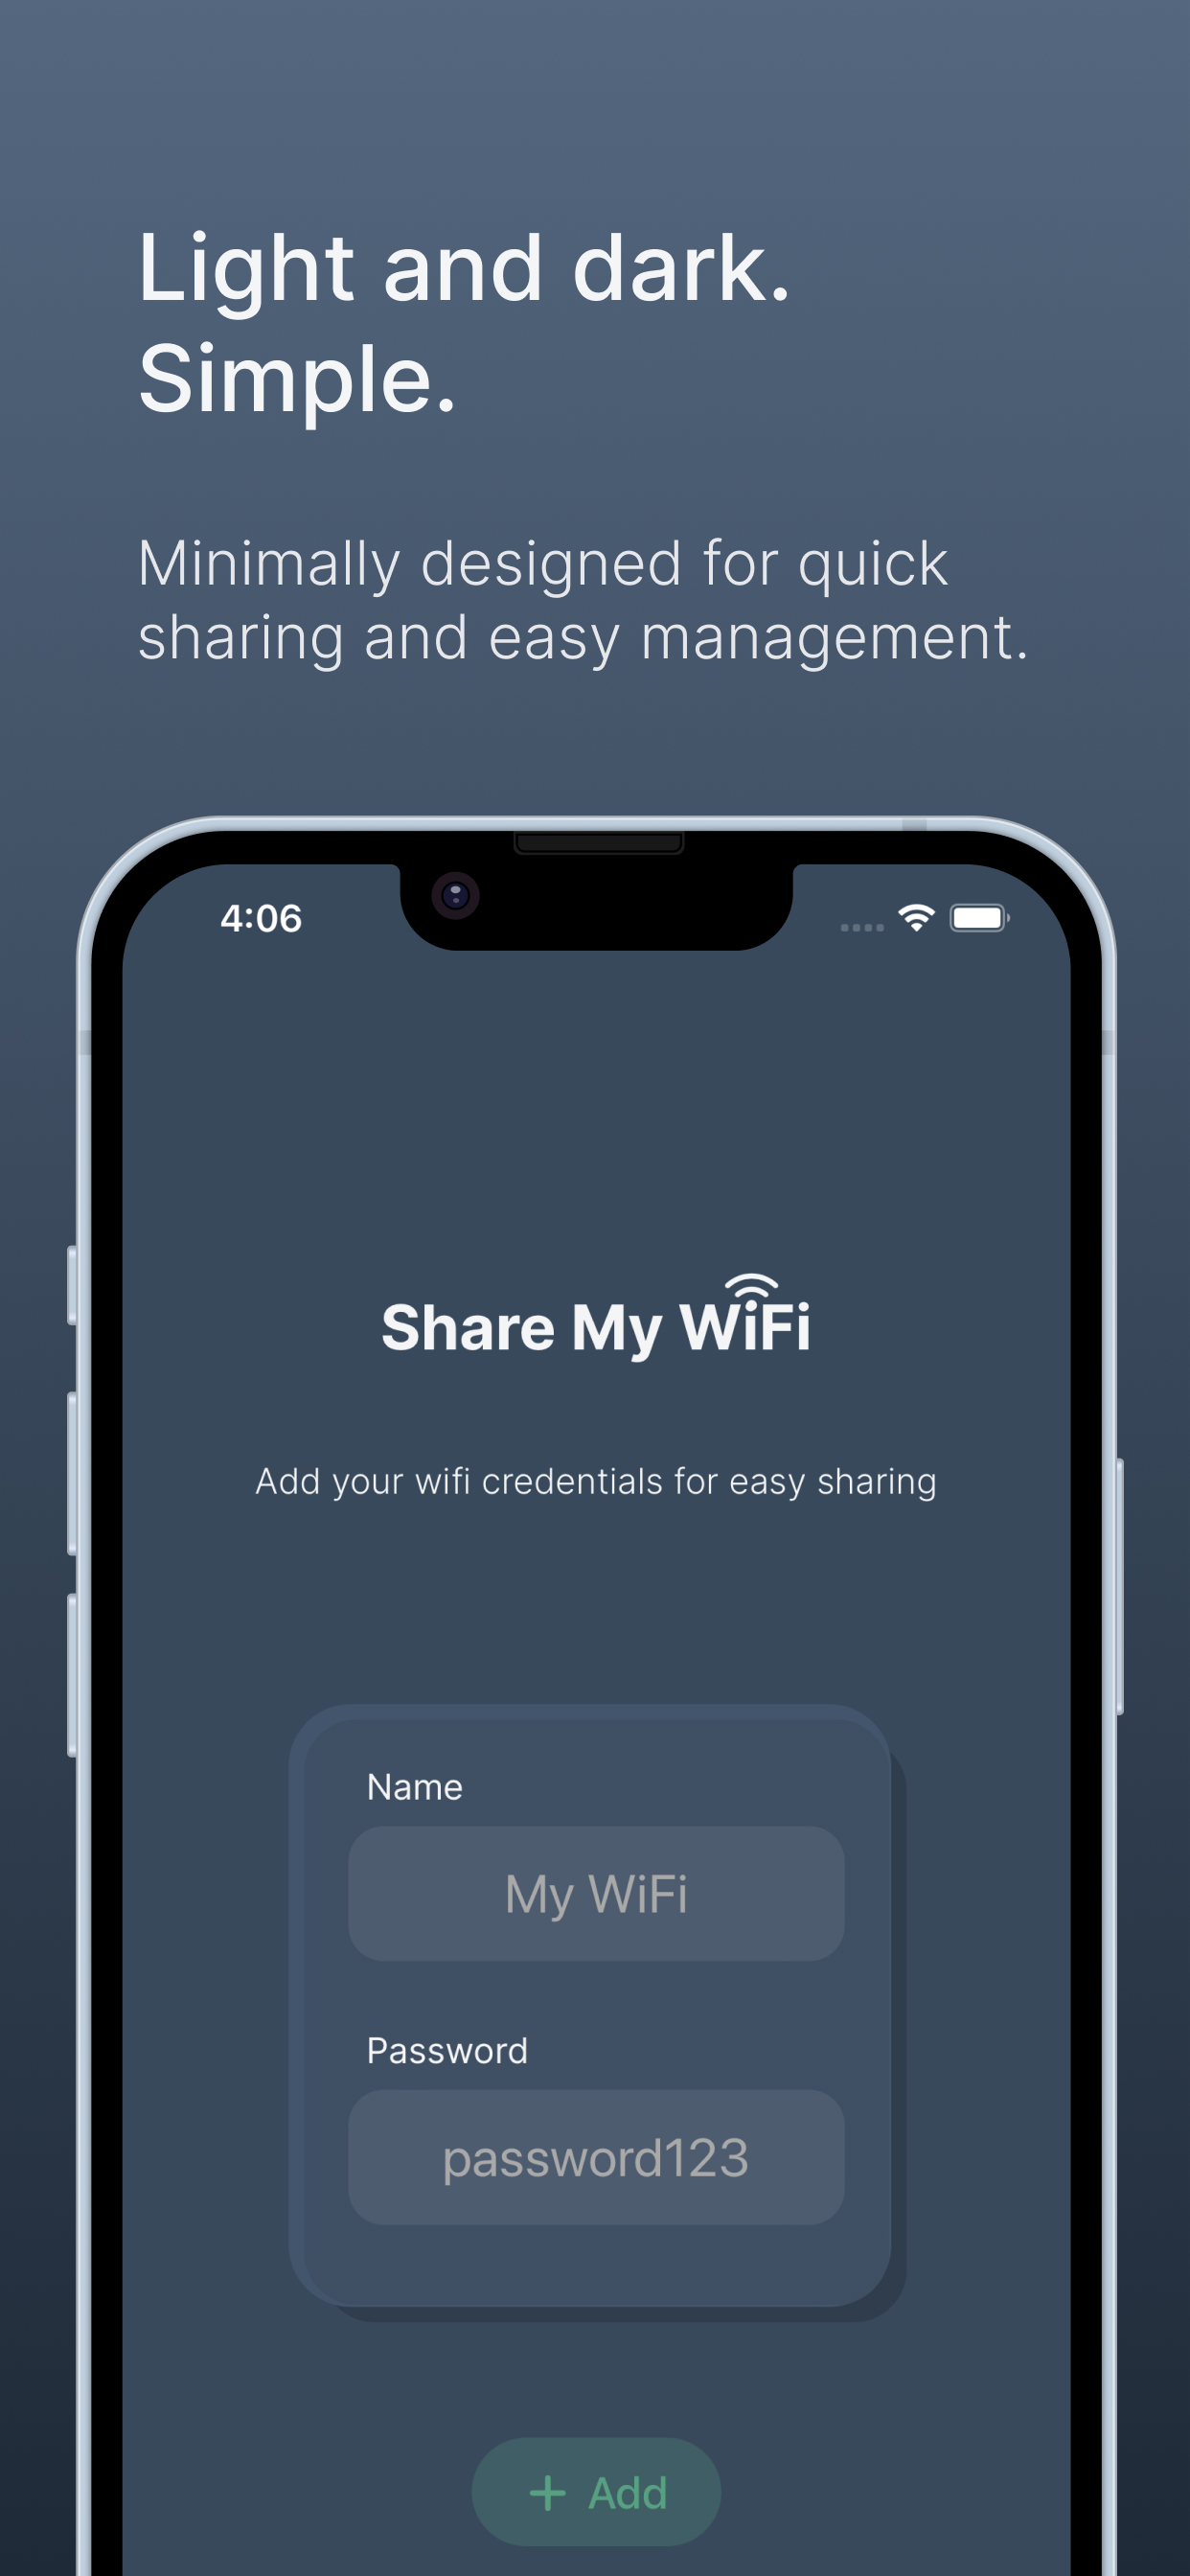 Light and dark.
Simple.
Minimally designed for quick
sharing and easy management.
4:06
Share My WiFi
Add your wifi credentials for easy sharing
Name
My WiFi
Password
password123
+ Add